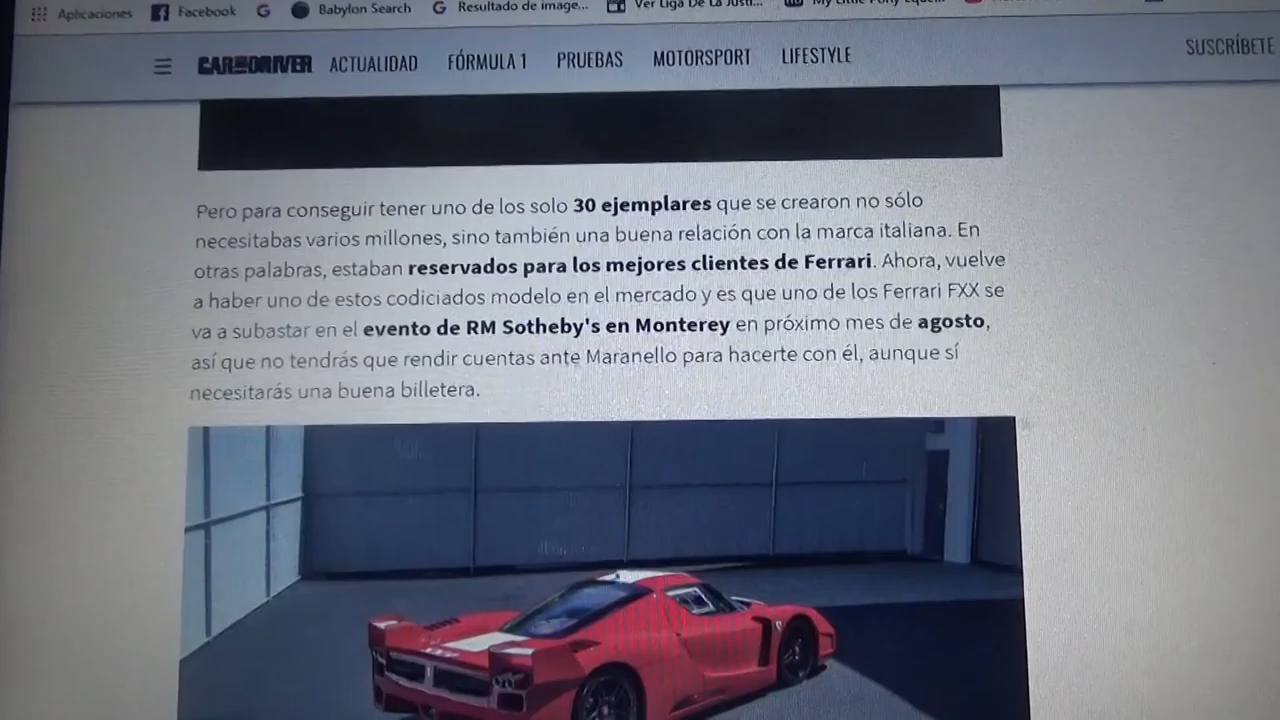 Aplicaciones Facebook Babylon Search Resultado de image... Ver Liga De La Justi...
CAR AND DRIVER ACTUALIDAD FÓRMULA 1 PRUEBAS MOTORSPORT LIFESTYLE SUSCRÍBETE
Pero para conseguir tener uno de los solo 30 ejemplares que se crearon no sólo
necesitabas varios millones, sino también una buena relación con la marca italiana. En
otras palabras, estaban reservados para los mejores clientes de Ferrari. Ahora, vuelve
a haber uno de estos codiciados modelo en el mercado y es que uno de los Ferrari FXX se
va a subastar en el evento de RM Sotheby's en Monterey en próximo mes de agosto,
así que no tendrás que rendir cuentas ante Maranello para hacerte con él, aunque sí
necesitarás una buena billetera.